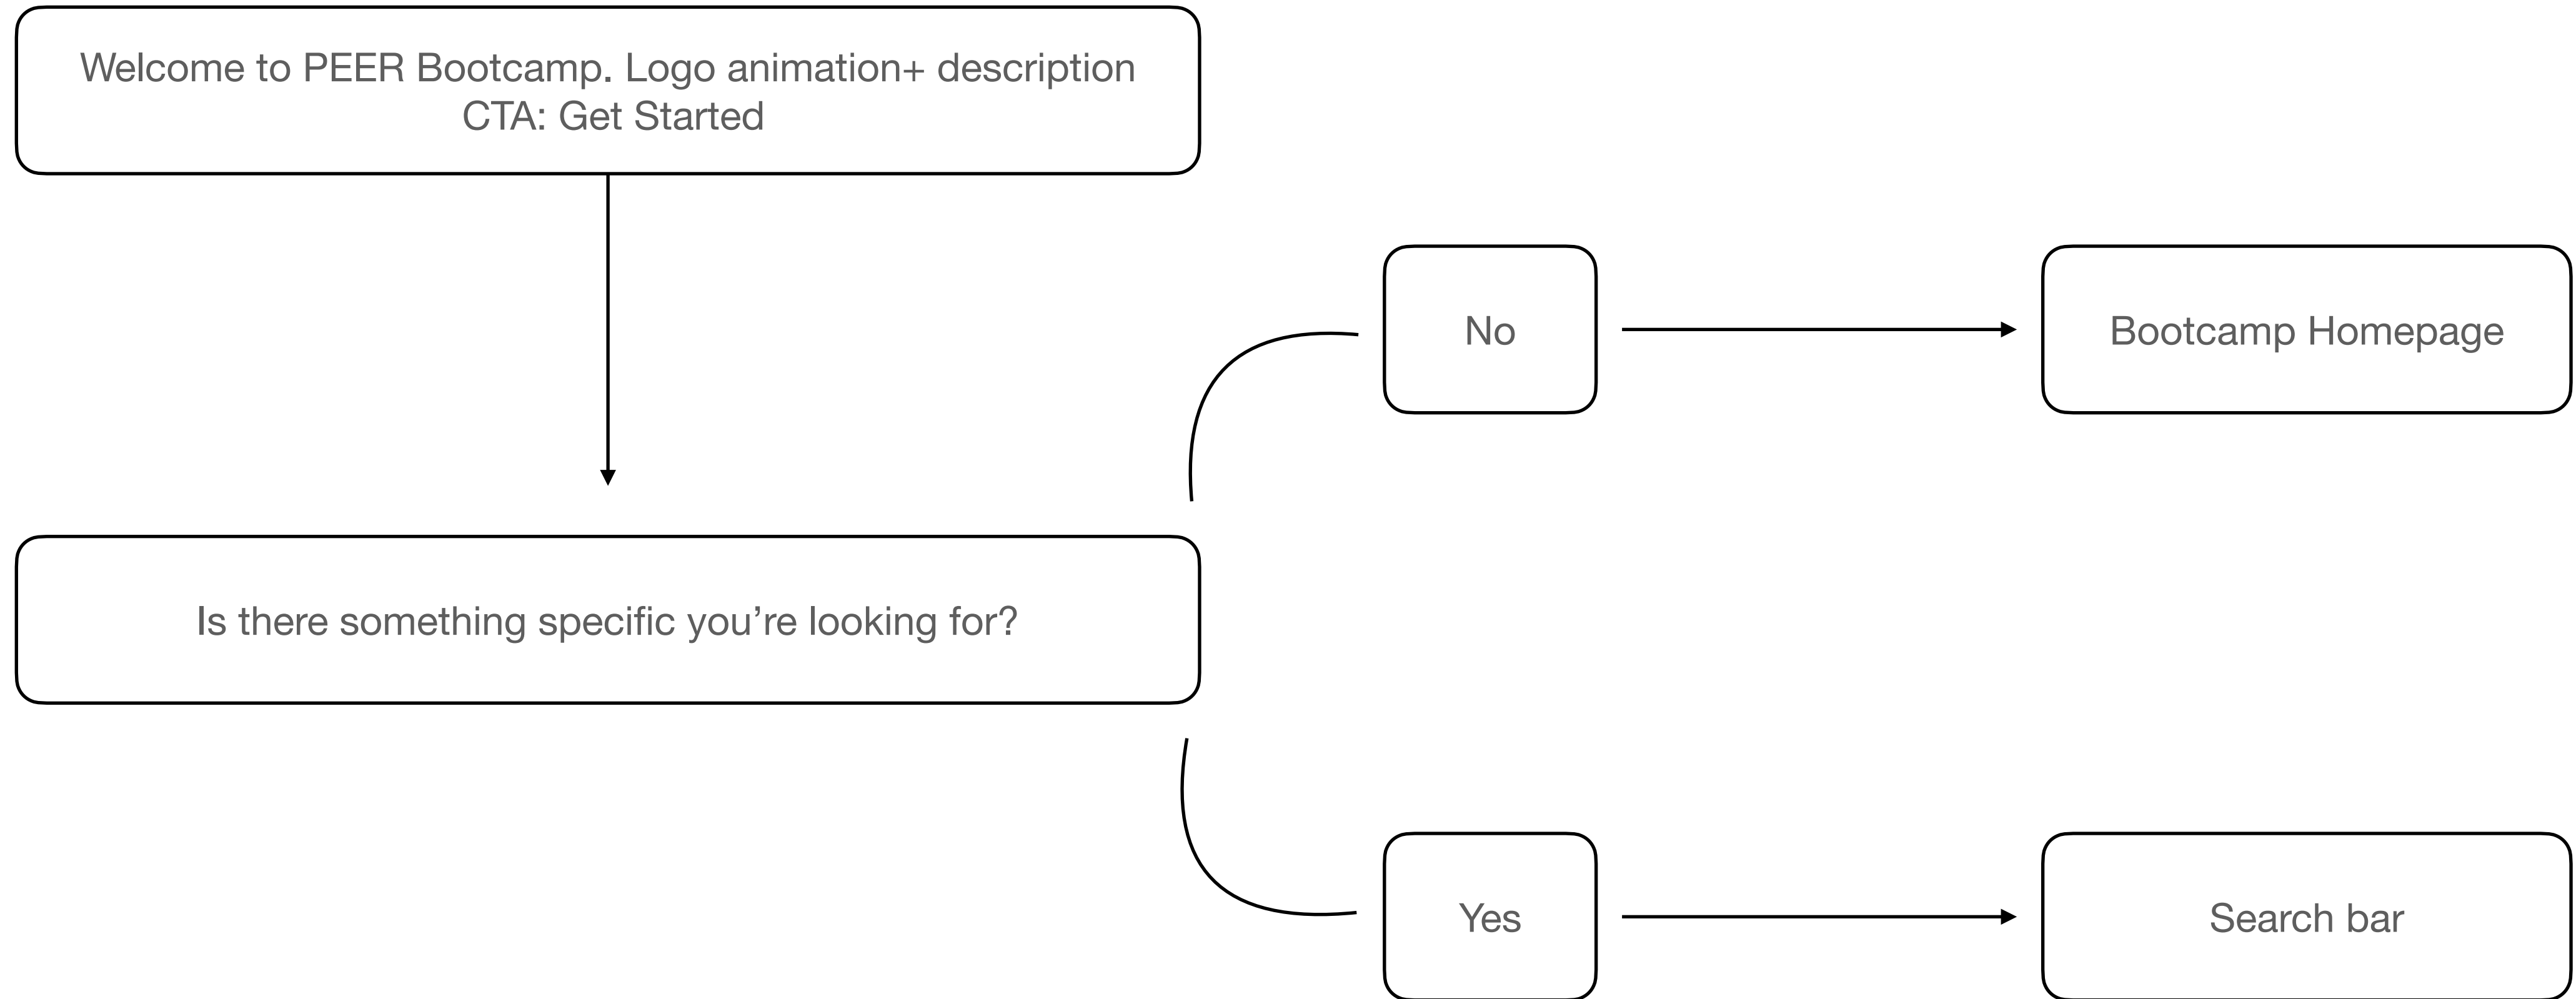 Welcome to PEER Bootcamp. Logo animation+ description
CTA: Get Started
No
Bootcamp Homepage
Is there something specific you’re looking for?
Yes
Search bar